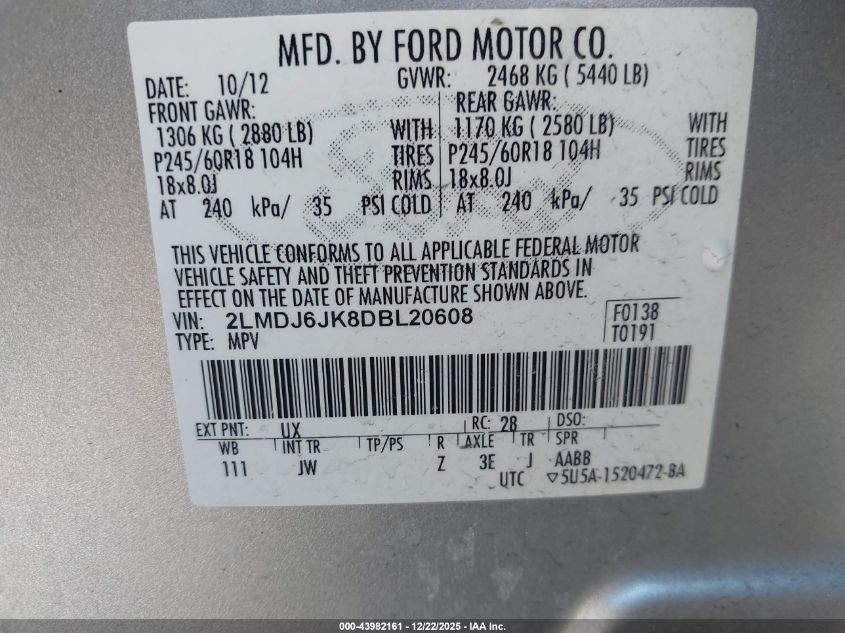 MFD. BY FORD MOTOR CO.
DATE: 10/12 GVWR: 2468 KG ( 5440 LB)
FRONT GAWR: REAR GAWR:
1306 KG ( 2880 LB) WITH 1170 KG ( 2580 LB) WITH
P245/60R18 104H TIRES P245/60R18 104H TIRES
18x8.0J RIMS 18x8.0J RIMS
AT 240 kPa/ 35 PSI COLD AT 240 kPa/ 35 PSI COLD
THIS VEHICLE CONFORMS TO ALL APPLICABLE FEDERAL MOTOR
VEHICLE SAFETY AND THEFT PREVENTION STANDARDS IN
EFFECT ON THE DATE OF MANUFACTURE SHOWN ABOVE.
VIN: 2LMDJ6JK8DBL20608 F0138
TYPE: MPV T0191
EXT PNT: UX RC: 28 DSO:
WB INT TR TP/PS R AXLE TR SPR
111 JW Z 3E J AABB
UTC ▽5U5A-1520472-BA
000-43982161 - 12/22/2025 - IAA Inc.